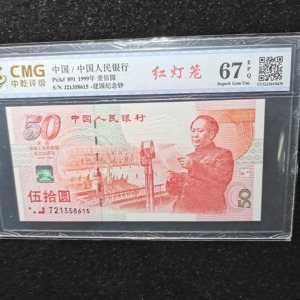 CMG
中乾评级
中国 / 中国人民银行
Pick# 891 1999年 壹佰圆
S/N J21358615 -建国纪念钞
红灯笼
67 EPQ
Superb Gem Unc
50
中国人民银行
伍拾圆
J21358615
50